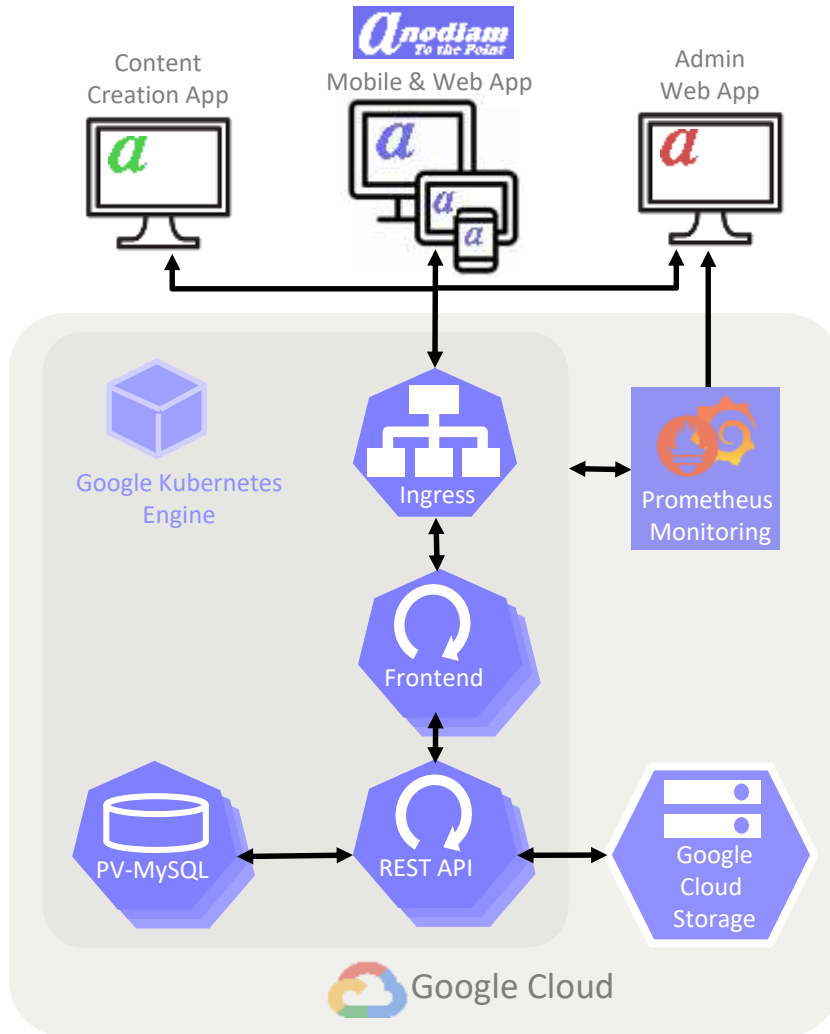 Anodiam
To the Point
Content
Creation App
Mobile & Web App
Admin
Web App
a
a
a
a
a
Google Kubernetes
Engine
Ingress
Prometheus
Monitoring
Frontend
PV-MySQL
REST API
Google
Cloud
Storage
Google Cloud